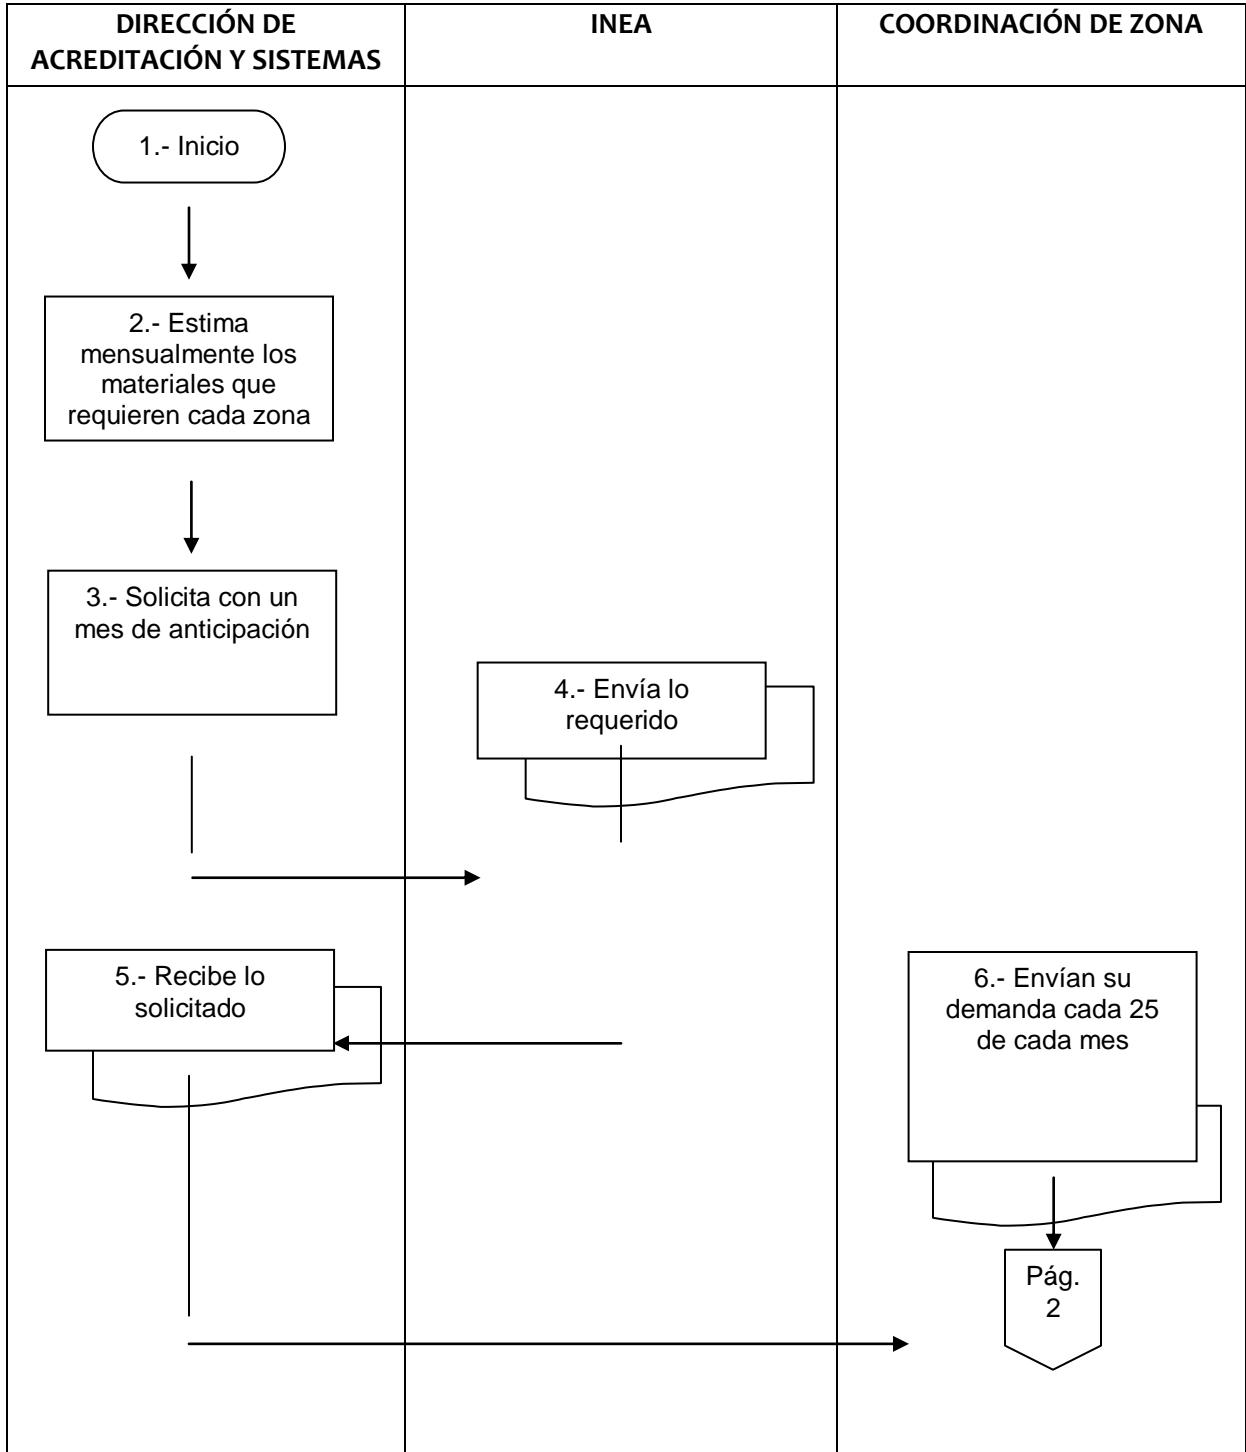 DIRECCIÓN DE
ACREDITACIÓN Y SISTEMAS
INEA
COORDINACIÓN DE ZONA
1.- Inicio
2.- Estima
mensualmente los
materiales que
requieren cada zona
3.- Solicita con un
mes de anticipación
4.- Envía lo
requerido
5.- Recibe lo
solicitado
6.- Envían su
demanda cada 25
de cada mes
Pág.
2